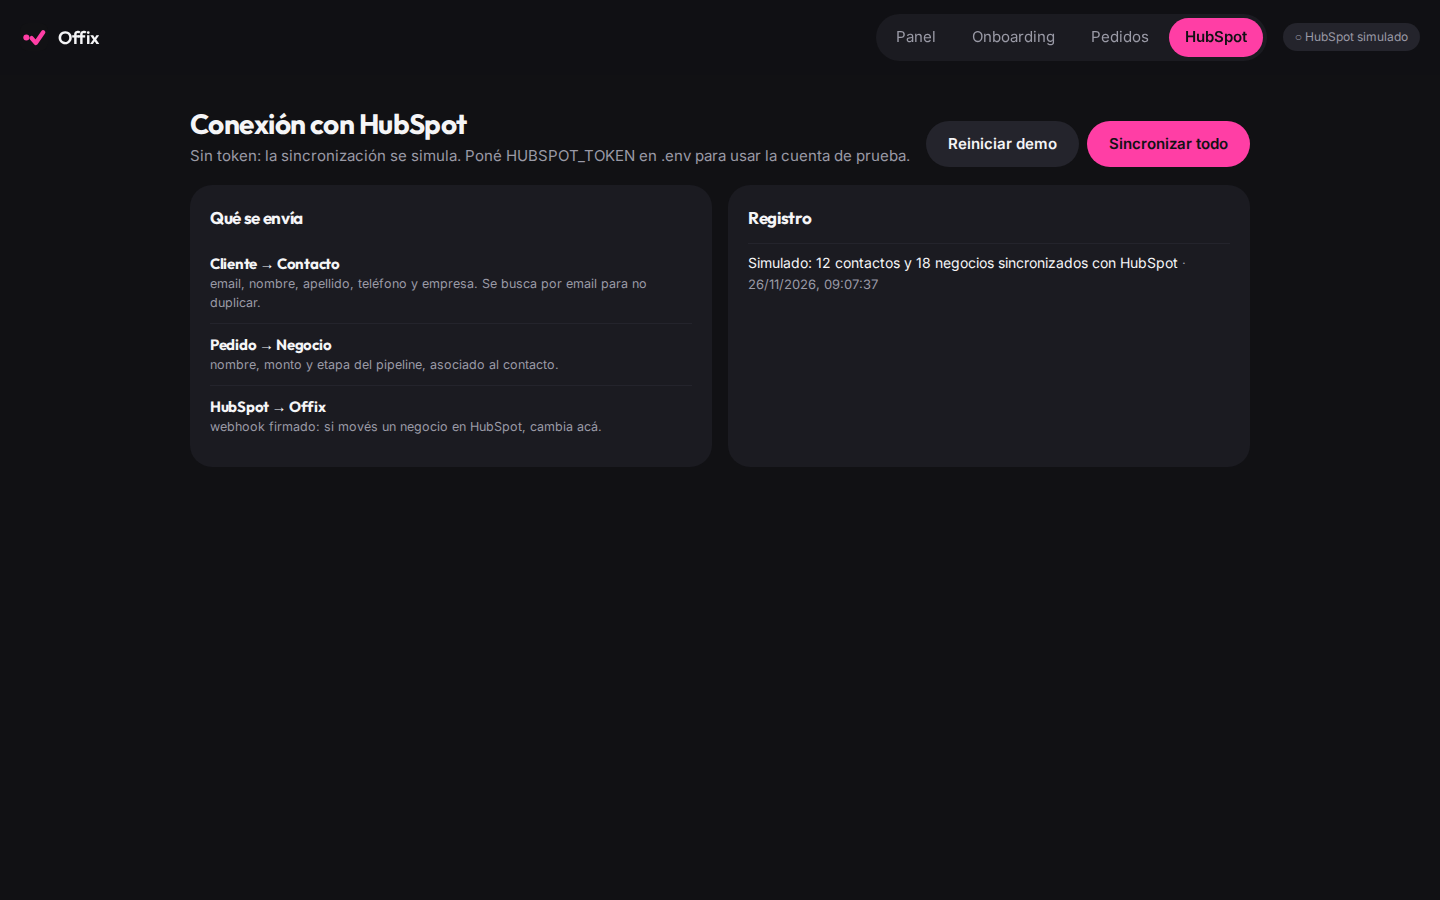 Offix
Panel
Onboarding
Pedidos
HubSpot
○ HubSpot simulado
Conexión con HubSpot
Sin token: la sincronización se simula. Poné HUBSPOT_TOKEN en .env para usar la cuenta de prueba.
Reiniciar demo
Sincronizar todo
Qué se envía
Cliente → Contacto
email, nombre, apellido, teléfono y empresa. Se busca por email para no
duplicar.
Pedido → Negocio
nombre, monto y etapa del pipeline, asociado al contacto.
HubSpot → Offix
webhook firmado: si movés un negocio en HubSpot, cambia acá.
Registro
Simulado: 12 contactos y 18 negocios sincronizados con HubSpot ·
26/11/2026, 09:07:37